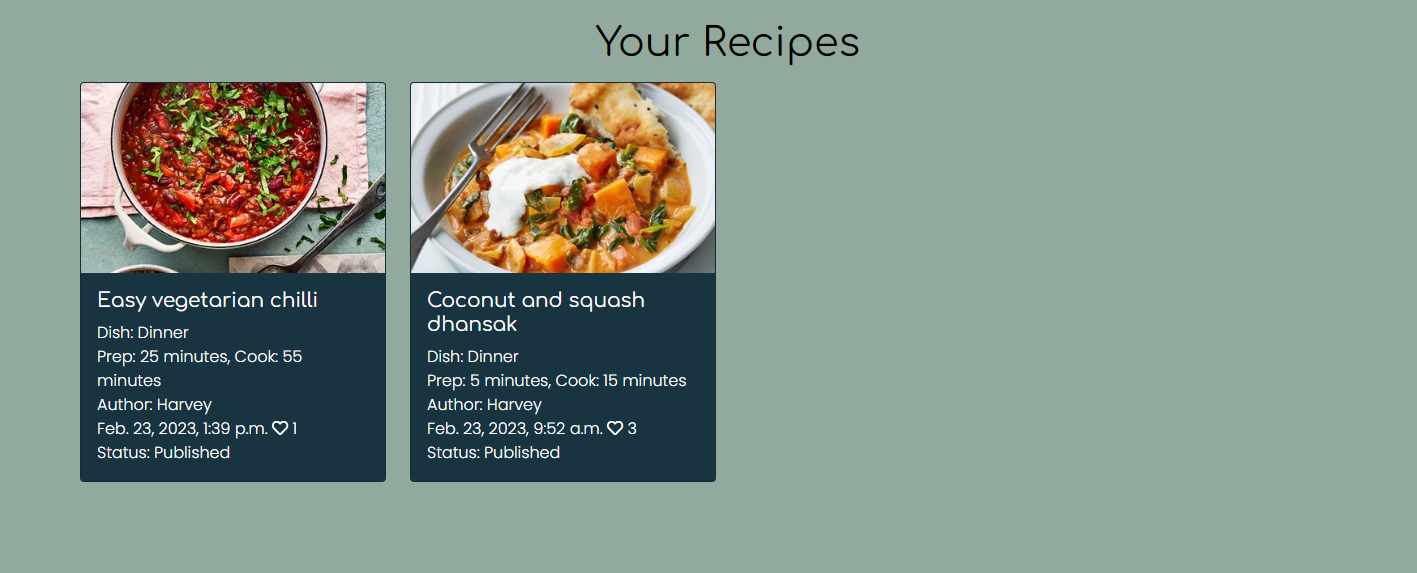 Your Recipes
Easy vegetarian chilli
Dish: Dinner
Prep: 25 minutes, Cook: 55
minutes
Author: Harvey
Feb. 23, 2023, 1:39 p.m. 1
Status: Published
Coconut and squash
dhansak
Dish: Dinner
Prep: 5 minutes, Cook: 15 minutes
Author: Harvey
Feb. 23, 2023, 9:52 a.m. 3
Status: Published